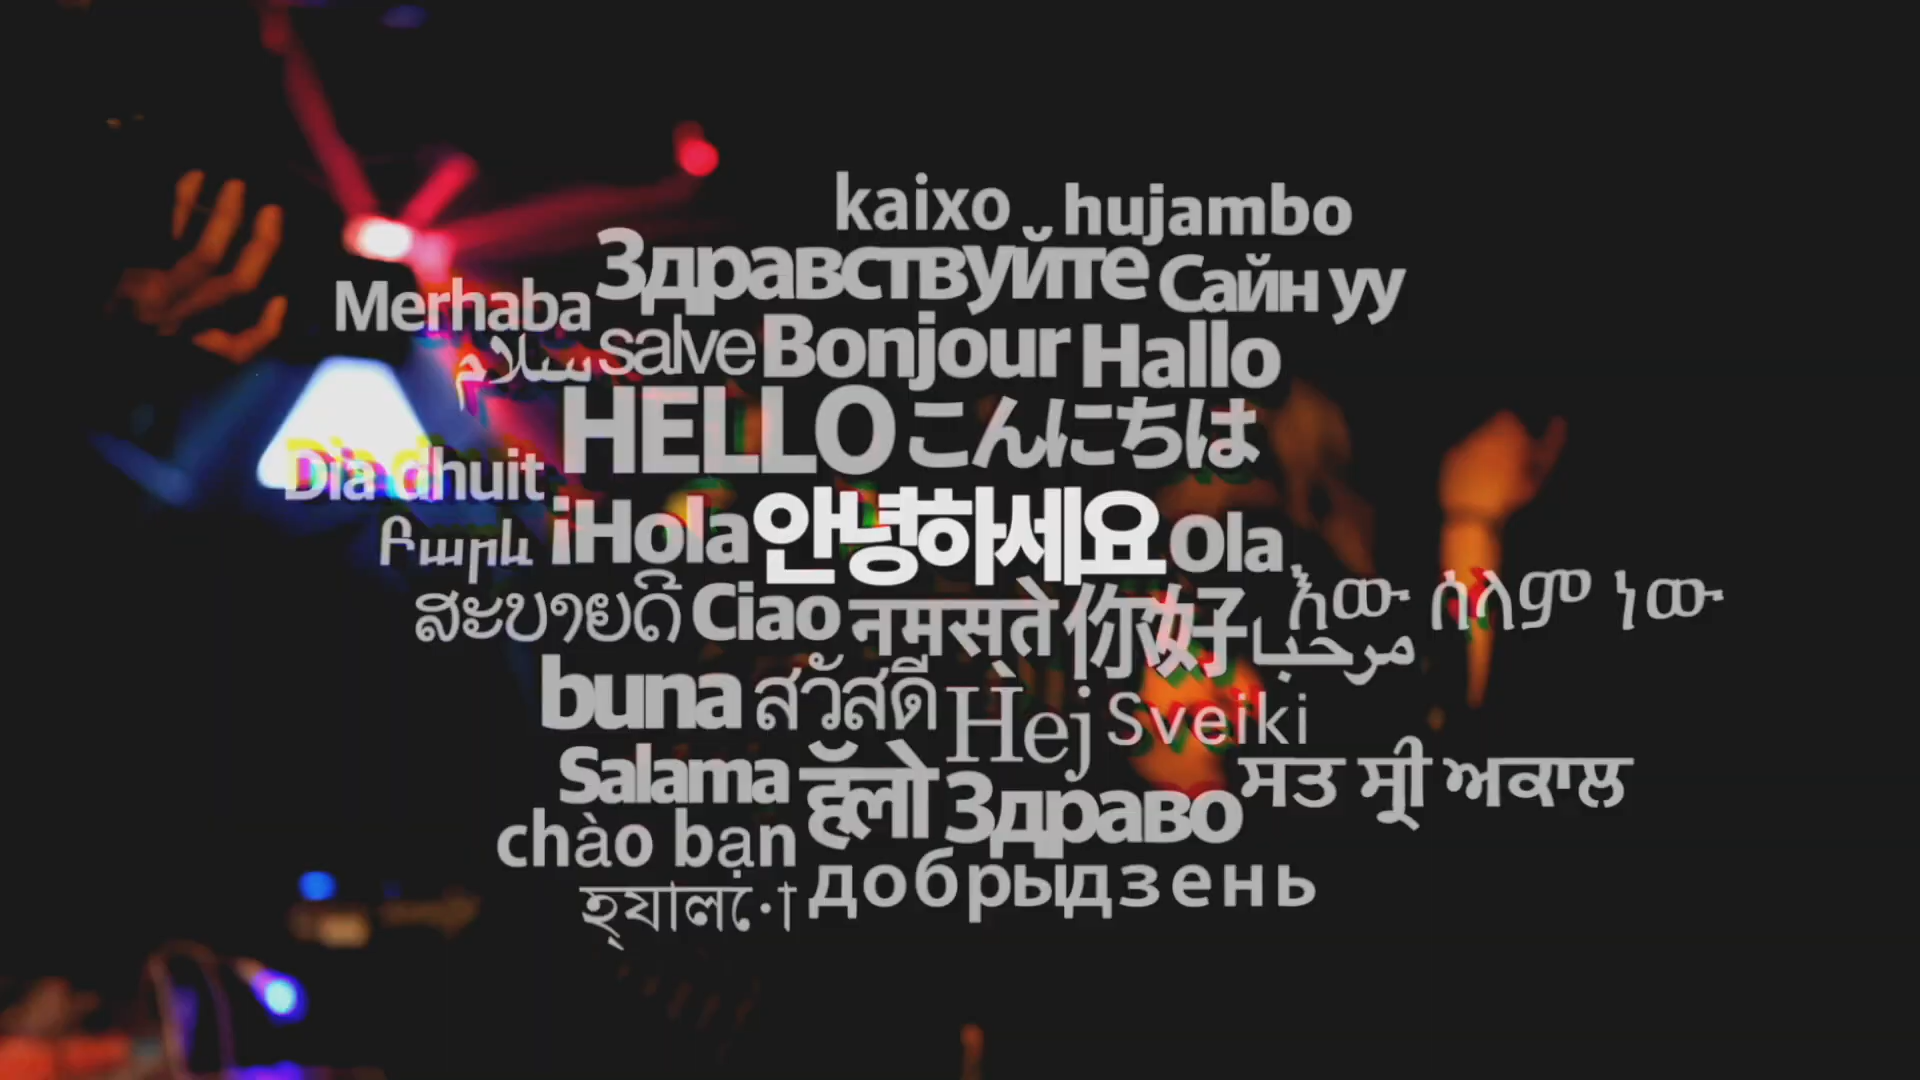 kaixo hujambo
Здравствуйте Сайн уу
Merhaba
سلام salve Bonjour Hallo
HELLO こんにちは
Dia dhuit
Բարև iHola 안녕하세요 Ola
ສະບາຍດີ Ciao नमस्ते 你好 እው ሰላም ነው
مرحبا
buna สวัสดี Hej Sveiki
Salama हॅलो Здраво ਸਤ ਸ੍ਰੀ ਅਕਾਲ
chào bạn
হ্যালো добрыдзень